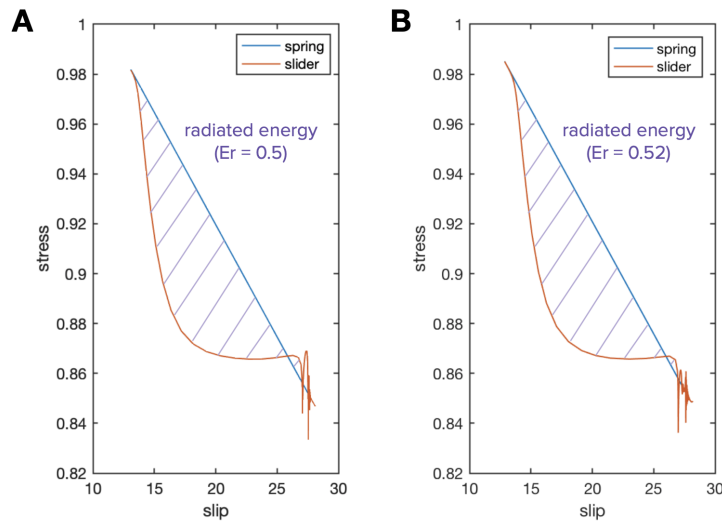 A
1
0.98
0.96
0.94
0.92
0.9
0.88
0.86
0.84
0.82
10
15
20
25
30
stress
slip
spring
slider
radiated energy
(Er = 0.5)
B
1
0.98
0.96
0.94
0.92
0.9
0.88
0.86
0.84
0.82
10
15
20
25
30
stress
slip
spring
slider
radiated energy
(Er = 0.52)